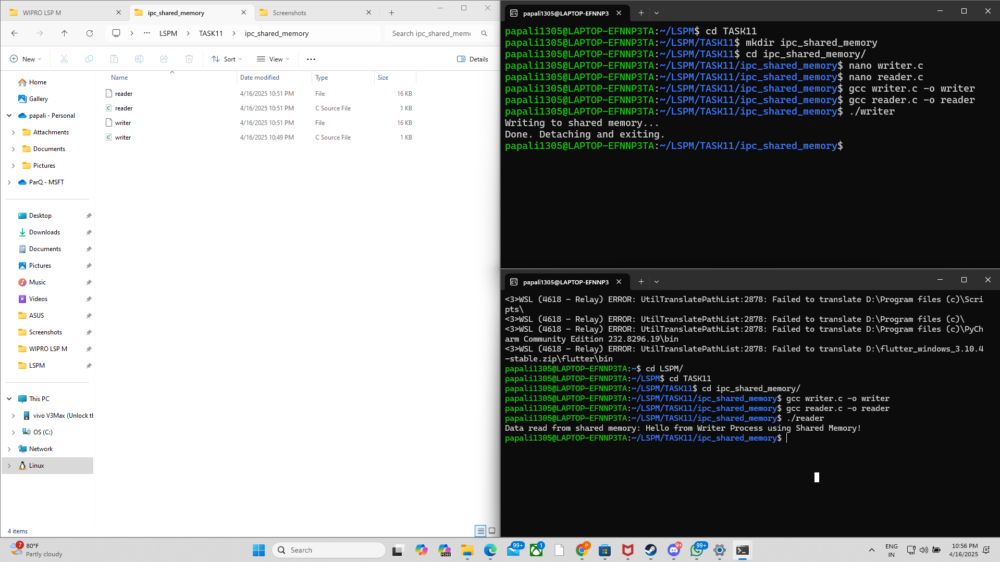 WIPRO LSP M
ipc_shared_memory
Screenshots
LSPM
TASK11
ipc_shared_memory
Search ipc_shared_memo
New
Sort
View
Details
Name
Date modified
Type
Size
reader 4/16/2025 10:51 PM File 16 KB
reader 4/16/2025 10:51 PM C Source File 1 KB
writer 4/16/2025 10:51 PM File 16 KB
writer 4/16/2025 10:49 PM C Source File 1 KB
Home
Gallery
papali - Personal
Attachments
Documents
Pictures
ParQ - MSFT
Desktop
Downloads
Documents
Pictures
Music
Videos
ASUS
Screenshots
WIPRO LSP M
LSPM
This PC
vivo V3Max (Unlock th
OS (C:)
Network
Linux
4 items
papali1305@LAPTOP-EFNNP3
papali1305@LAPTOP-EFNNP3TA:~/LSPM$ cd TASK11
papali1305@LAPTOP-EFNNP3TA:~/LSPM/TASK11$ mkdir ipc_shared_memory
papali1305@LAPTOP-EFNNP3TA:~/LSPM/TASK11$ cd ipc_shared_memory/
papali1305@LAPTOP-EFNNP3TA:~/LSPM/TASK11/ipc_shared_memory$ nano writer.c
papali1305@LAPTOP-EFNNP3TA:~/LSPM/TASK11/ipc_shared_memory$ nano reader.c
papali1305@LAPTOP-EFNNP3TA:~/LSPM/TASK11/ipc_shared_memory$ gcc writer.c -o writer
papali1305@LAPTOP-EFNNP3TA:~/LSPM/TASK11/ipc_shared_memory$ gcc reader.c -o reader
papali1305@LAPTOP-EFNNP3TA:~/LSPM/TASK11/ipc_shared_memory$ ./writer
Writing to shared memory...
Done. Detaching and exiting.
papali1305@LAPTOP-EFNNP3TA:~/LSPM/TASK11/ipc_shared_memory$
papali1305@LAPTOP-EFNNP3
<3>WSL (4618 - Relay) ERROR: UtilTranslatePathList:2878: Failed to translate D:\Program files (c)\Scri
pts\
<3>WSL (4618 - Relay) ERROR: UtilTranslatePathList:2878: Failed to translate D:\Program files (c)\
<3>WSL (4618 - Relay) ERROR: UtilTranslatePathList:2878: Failed to translate D:\Program files (c)\PyCh
arm Community Edition 232.8296.19\bin
<3>WSL (4618 - Relay) ERROR: UtilTranslatePathList:2878: Failed to translate D:\flutter_windows_3.10.4
-stable.zip\flutter\bin
papali1305@LAPTOP-EFNNP3TA:~$ cd LSPM/
papali1305@LAPTOP-EFNNP3TA:~/LSPM$ cd TASK11
papali1305@LAPTOP-EFNNP3TA:~/LSPM/TASK11$ cd ipc_shared_memory/
papali1305@LAPTOP-EFNNP3TA:~/LSPM/TASK11/ipc_shared_memory$ gcc writer.c -o writer
papali1305@LAPTOP-EFNNP3TA:~/LSPM/TASK11/ipc_shared_memory$ gcc reader.c -o reader
papali1305@LAPTOP-EFNNP3TA:~/LSPM/TASK11/ipc_shared_memory$ ./reader
Data read from shared memory: Hello from Writer Process using Shared Memory!
papali1305@LAPTOP-EFNNP3TA:~/LSPM/TASK11/ipc_shared_memory$
7
80°F
Partly cloudy
Search
M365
99+
1
P
9+
99+
ENG
IN
10:56 PM
4/16/2025